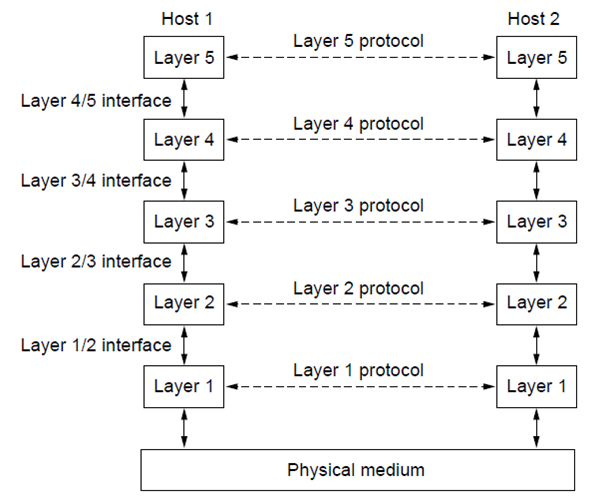 Host 1
Host 2
Layer 5 protocol
Layer 5
Layer 5
Layer 4/5 interface
Layer 4 protocol
Layer 4
Layer 4
Layer 3/4 interface
Layer 3 protocol
Layer 3
Layer 3
Layer 2/3 interface
Layer 2 protocol
Layer 2
Layer 2
Layer 1/2 interface
Layer 1 protocol
Layer 1
Layer 1
Physical medium